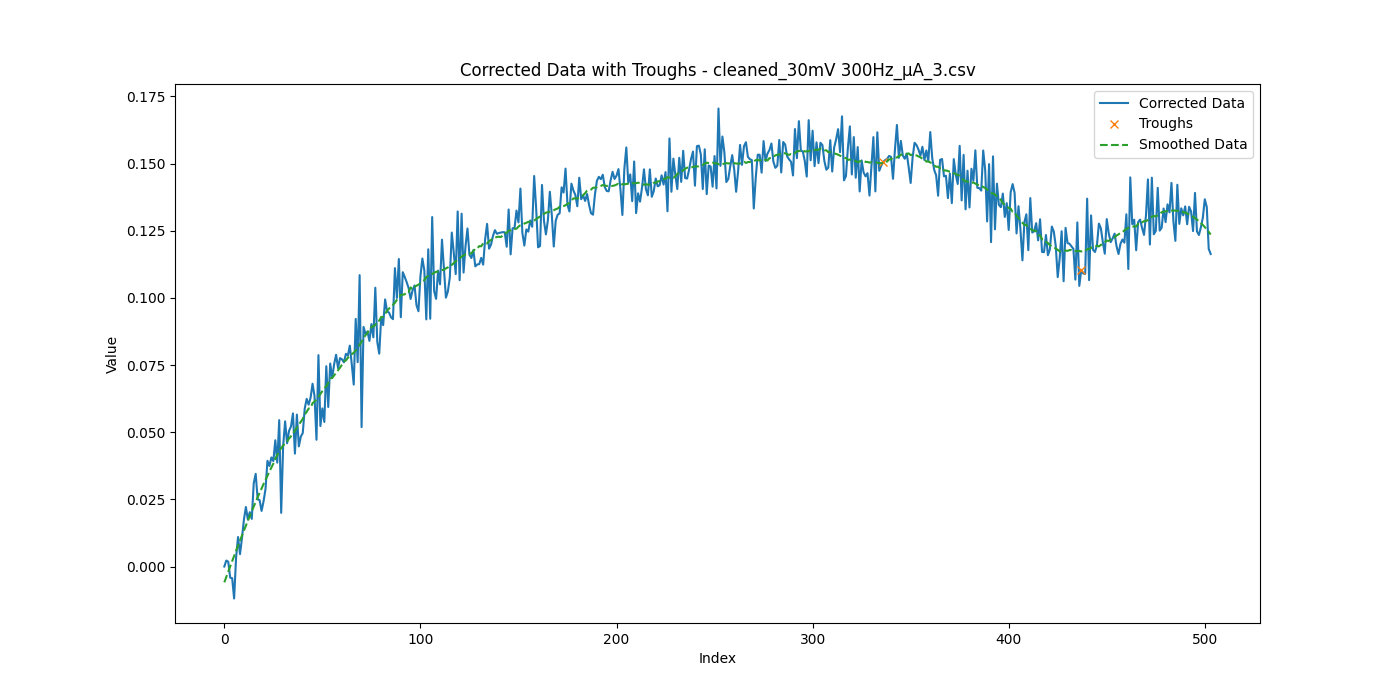 Corrected Data with Troughs - cleaned_30mV 300Hz_μA_3.csv
Corrected Data
Troughs
Smoothed Data
Value
0.175
0.150
0.125
0.100
0.075
0.050
0.025
0.000
0
100
200
300
400
500
Index